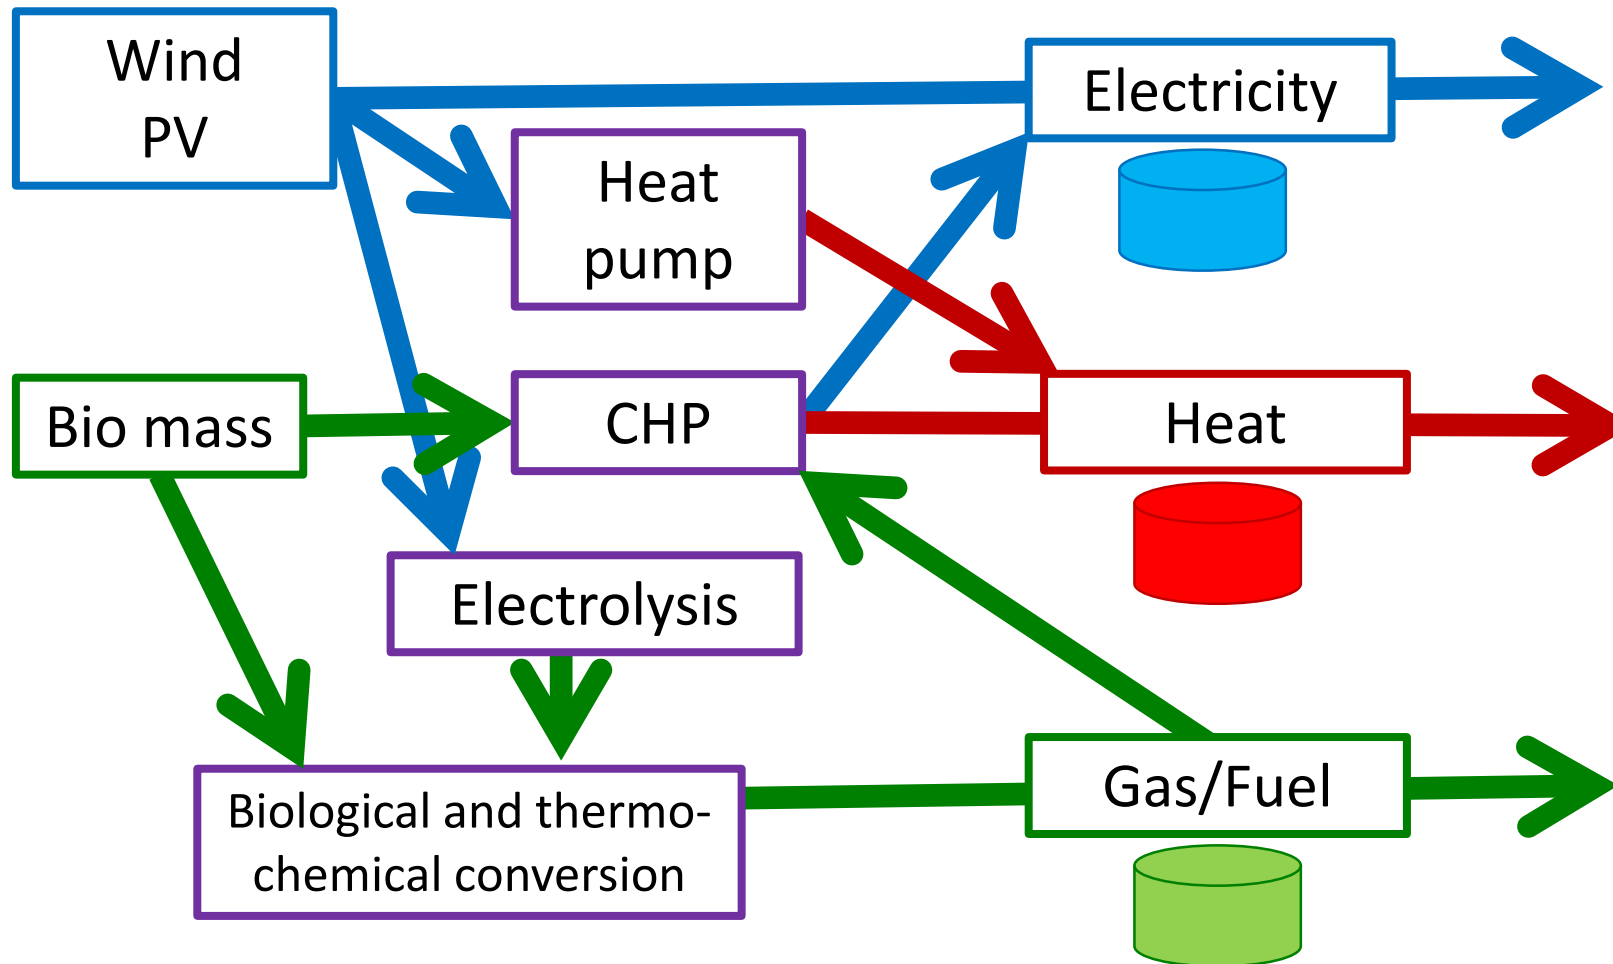 Wind
PV
Electricity
Heat
pump
Bio mass
CHP
Heat
Electrolysis
Gas/Fuel
Biological and thermo-
chemical conversion